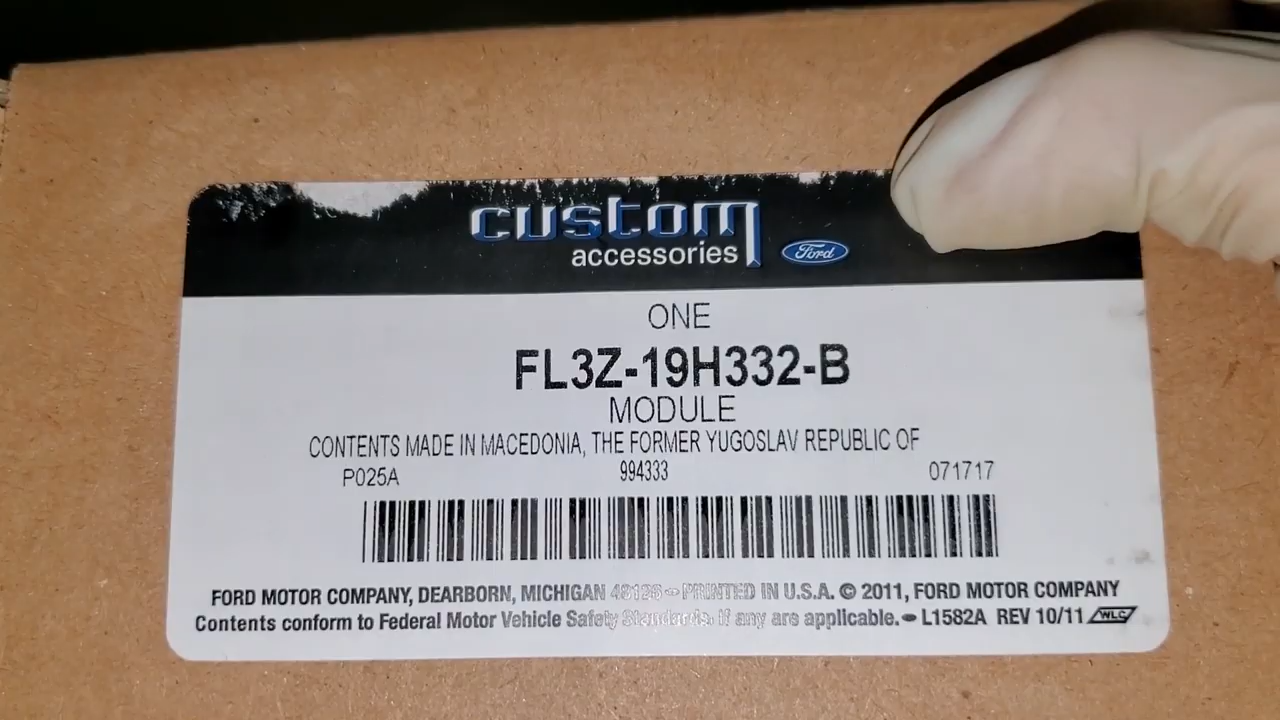 custom
accessories Ford
ONE
FL3Z-19H332-B
MODULE
CONTENTS MADE IN MACEDONIA, THE FORMER YUGOSLAV REPUBLIC OF
P025A 994333 071717
FORD MOTOR COMPANY, DEARBORN, MICHIGAN 48126 - PRINTED IN U.S.A. © 2011, FORD MOTOR COMPANY
Contents conform to Federal Motor Vehicle Safety Standards. If any are applicable. - L1582A REV 10/11 WLC